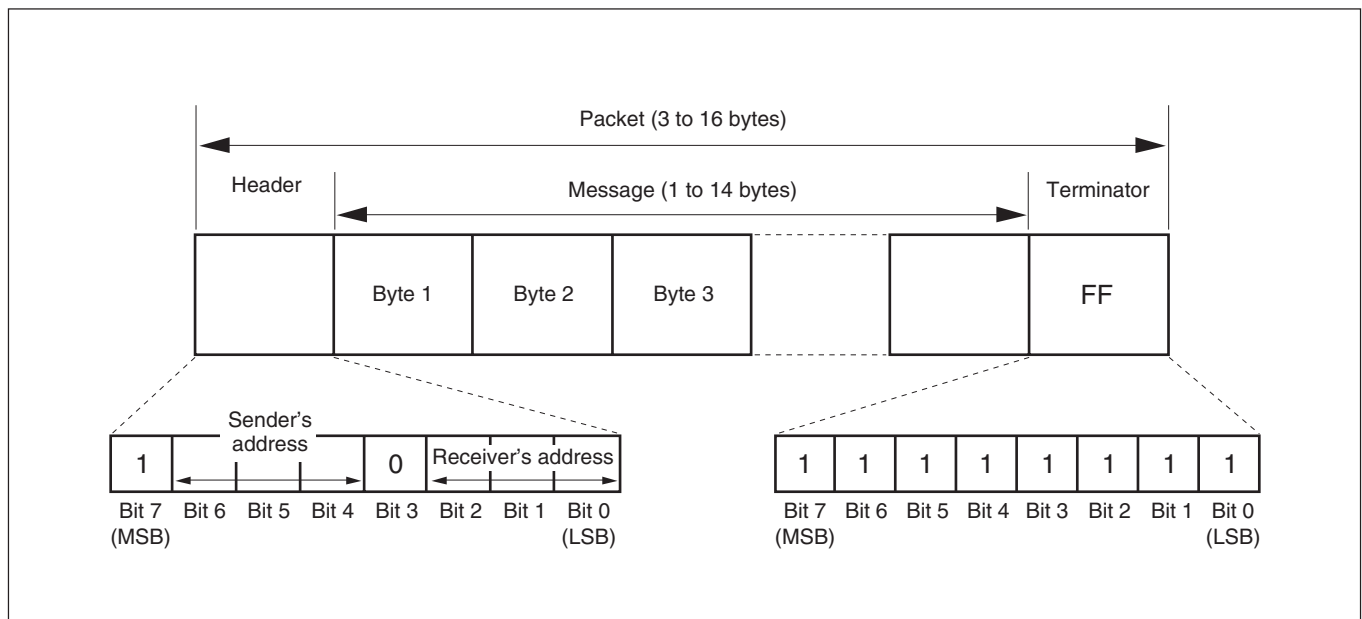 Packet (3 to 16 bytes)
Header
Message (1 to 14 bytes)
Terminator
Byte 1
Byte 2
Byte 3
FF
Sender's
address
1
0
Receiver's address
Bit 7
(MSB)
Bit 6
Bit 5
Bit 4
Bit 3
Bit 2
Bit 1
Bit 0
(LSB)
1 1 1 1 1 1 1 1
Bit 7
(MSB)
Bit 6
Bit 5
Bit 4
Bit 3
Bit 2
Bit 1
Bit 0
(LSB)